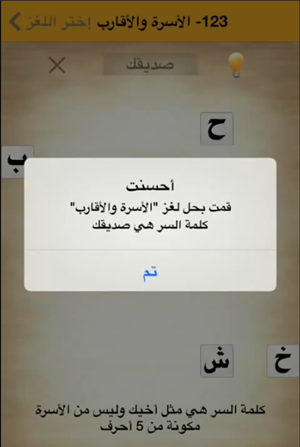 123- الأسرة والأقارب إختر اللغز
صديقك
ح
ب
أحسنت
قمت بحل لغز "الأسرة والأقارب"
كلمة السر هي صديقك
تم
خ ش
كلمة السر هي مثل أخيك وليس من الأسرة
مكونة من 5 أحرف